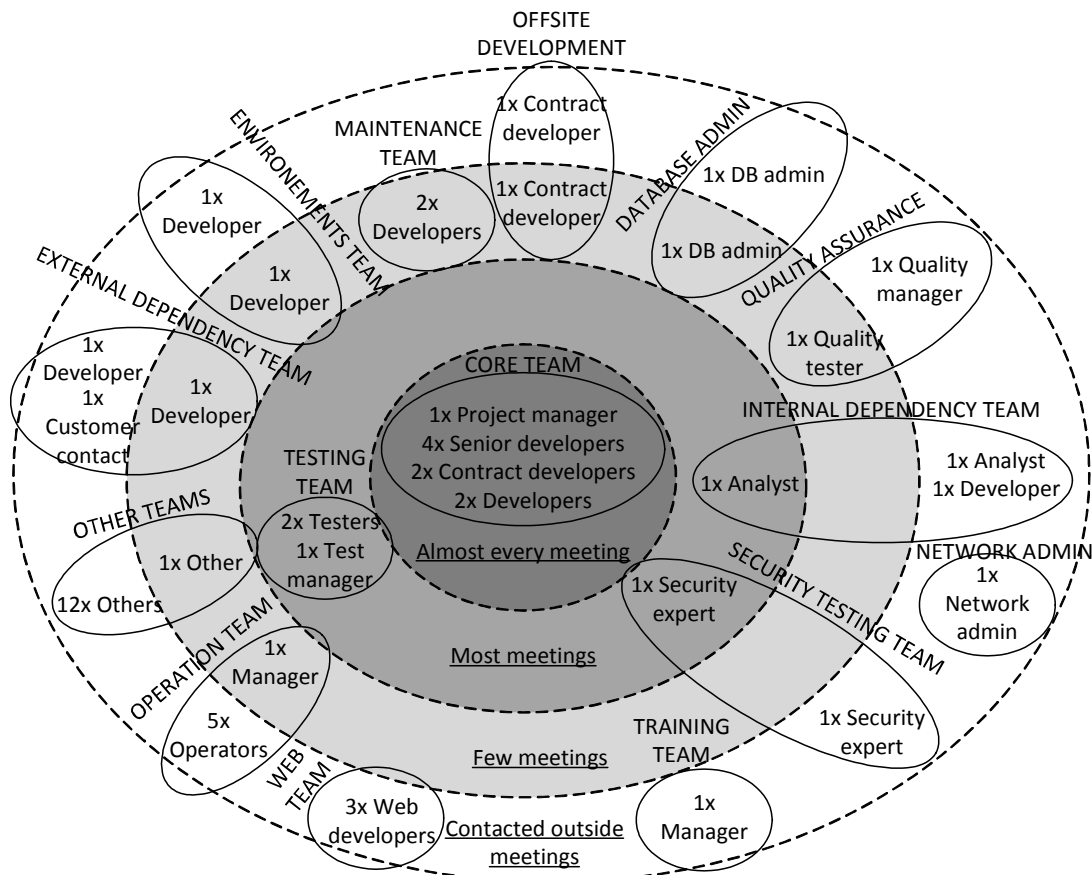 OFFSITE
DEVELOPMENT
1x Contract
developer
1x Contract
developer
MAINTENANCE
TEAM
2x
Developers
ENVIRONEMENTS TEAM
1x
Developer
1x
Developer
DATABASE ADMIN
1x DB admin
1x DB admin
QUALITY ASSURANCE
1x Quality
manager
1x Quality
tester
EXTERNAL DEPENDENCY TEAM
1x
Developer
1x
Customer
contact
1x
Developer
CORE TEAM
1x Project manager
4x Senior developers
2x Contract developers
2x Developers
Almost every meeting
INTERNAL DEPENDENCY TEAM
1x Analyst
1x Analyst
1x Developer
TESTING
TEAM
2x Testers
1x Test
manager
OTHER TEAMS
1x Other
12x Others
NETWORK ADMIN
1x
Network
admin
SECURITY TESTING TEAM
1x Security
expert
1x Security
expert
Most meetings
OPERATION TEAM
1x
Manager
5x
Operators
Few meetings
TRAINING
TEAM
1x
Manager
WEB
TEAM
3x Web
developers
Contacted outside
meetings